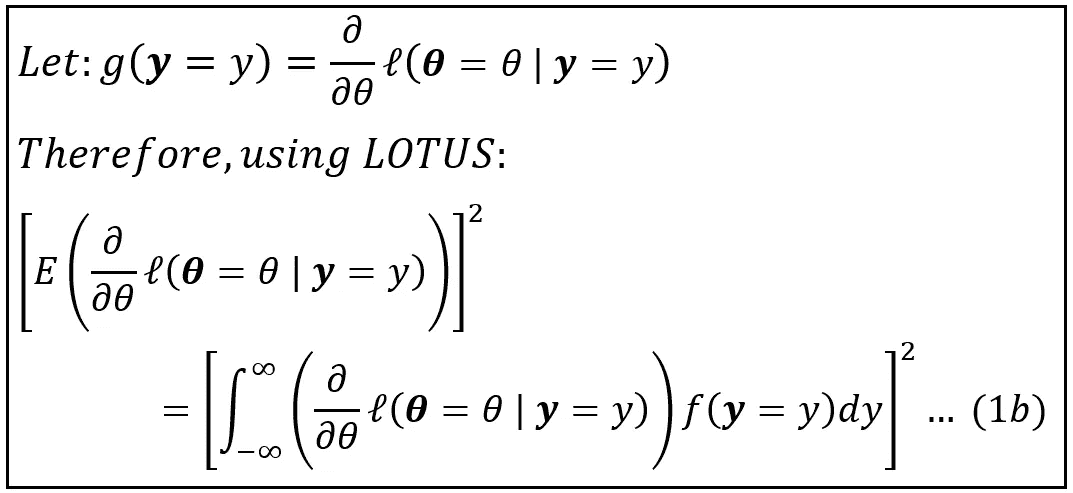 Let: g(𝒚 = y) = ∂/∂θ ℓ(𝜽 = θ | 𝒚 = y)
Therefore, using LOTUS:
[E(∂/∂θ ℓ(𝜽 = θ | 𝒚 = y))]²
= [∫_{-∞}^{∞} (∂/∂θ ℓ(𝜽 = θ | 𝒚 = y)) f(𝒚 = y)dy]² ... (1b)